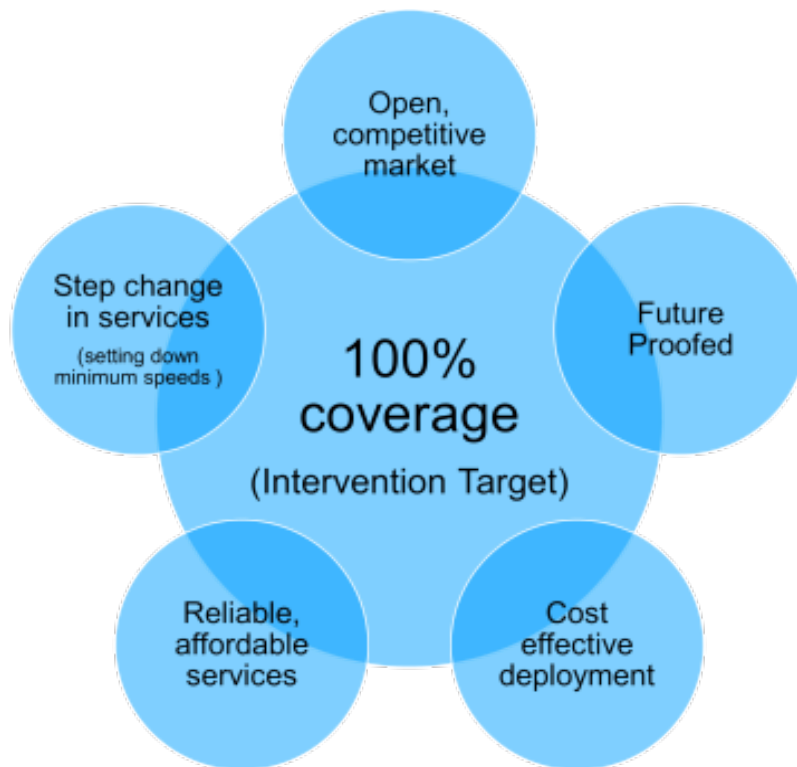 Open,
competitive
market
Step change
in services
(setting down
minimum speeds )
Future
Proofed
100%
coverage
(Intervention Target)
Reliable,
affordable
services
Cost
effective
deployment